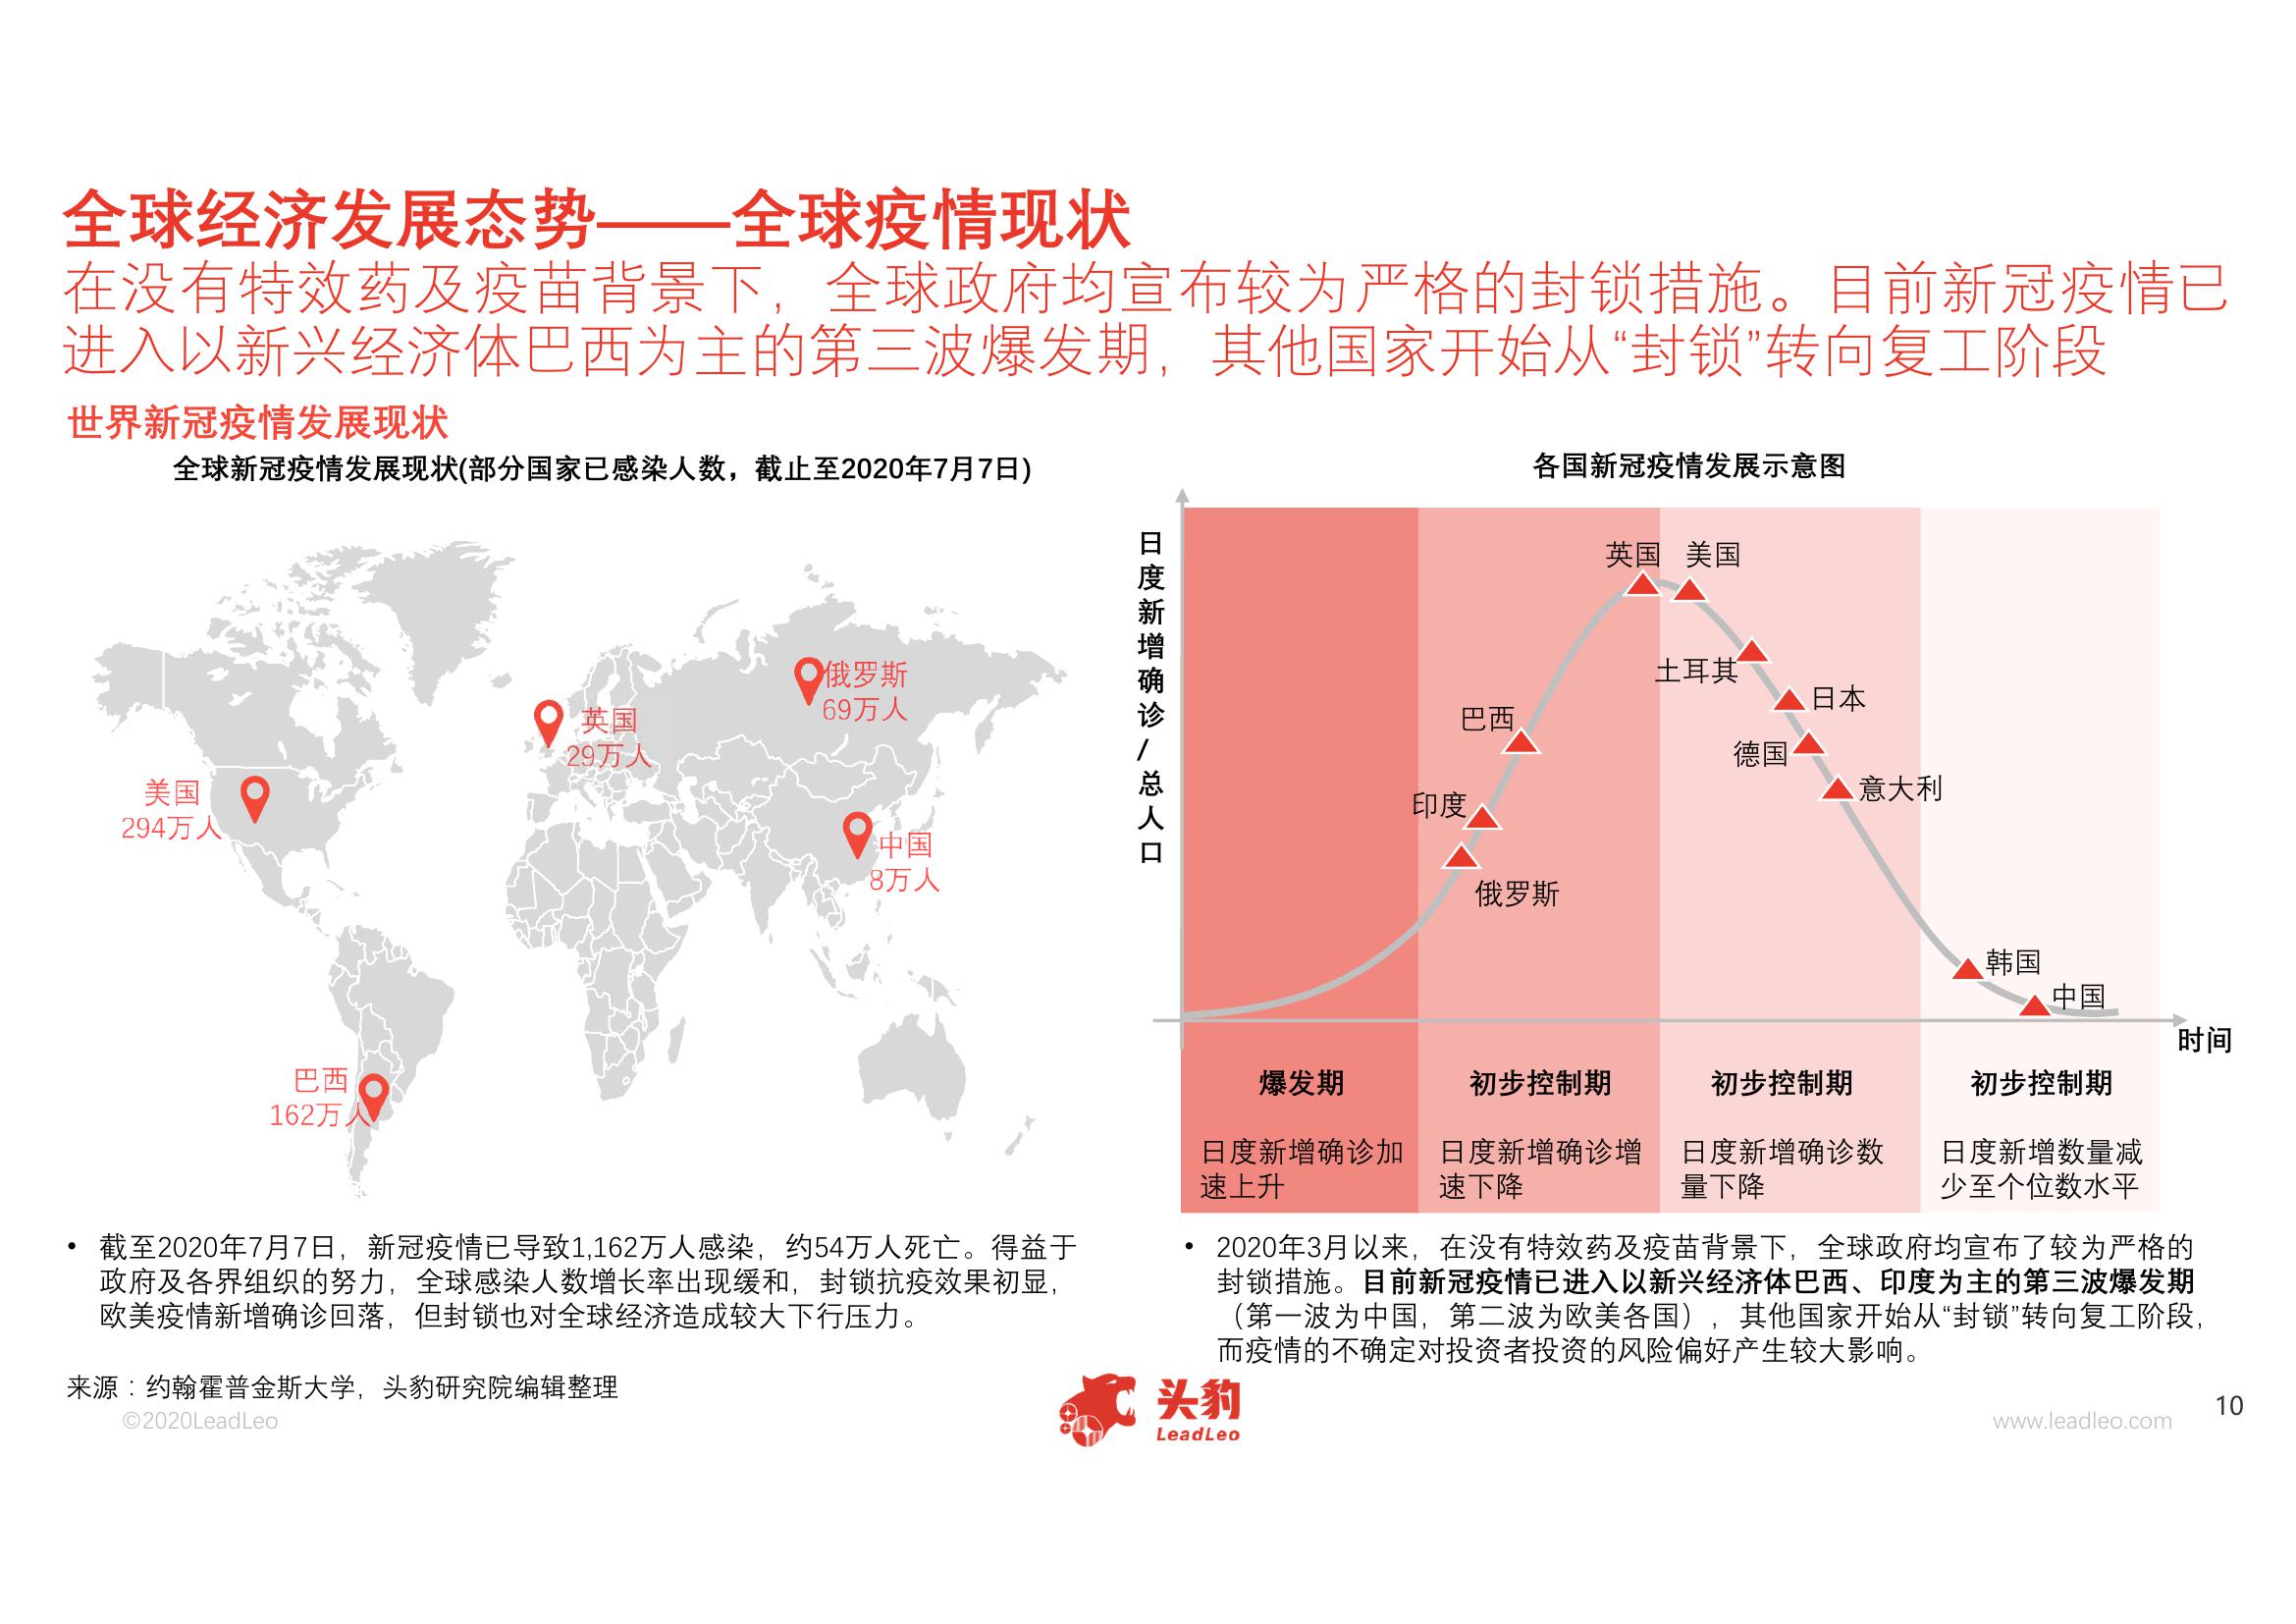 全球经济发展态势——全球疫情现状
在没有特效药及疫苗背景下，全球政府均宣布较为严格的封锁措施。目前新冠疫情已
进入以新兴经济体巴西为主的第三波爆发期，其他国家开始从“封锁”转向复工阶段
世界新冠疫情发展现状
全球新冠疫情发展现状(部分国家已感染人数，截止至2020年7月7日)
俄罗斯
69万人
英国
29万人
美国
294万人
中国
8万人
巴西
162万人
各国新冠疫情发展示意图
日度新增确诊/总人口
英国
美国
土耳其
日本
巴西
德国
意大利
印度
俄罗斯
韩国
中国
时间
爆发期
初步控制期
初步控制期
初步控制期
日度新增确诊加
速上升
日度新增确诊增
速下降
日度新增确诊数
量下降
日度新增数量减
少至个位数水平
• 截至2020年7月7日，新冠疫情已导致1,162万人感染，约54万人死亡。得益于
政府及各界组织的努力，全球感染人数增长率出现缓和，封锁抗疫效果初显，
欧美疫情新增确诊回落，但封锁也对全球经济造成较大下行压力。
• 2020年3月以来，在没有特效药及疫苗背景下，全球政府均宣布了较为严格的
封锁措施。目前新冠疫情已进入以新兴经济体巴西、印度为主的第三波爆发期
（第一波为中国，第二波为欧美各国），其他国家开始从“封锁”转向复工阶段，
而疫情的不确定对投资者投资的风险偏好产生较大影响。
来源：约翰霍普金斯大学，头豹研究院编辑整理
©2020LeadLeo
头豹
LeadLeo
www.leadleo.com
10